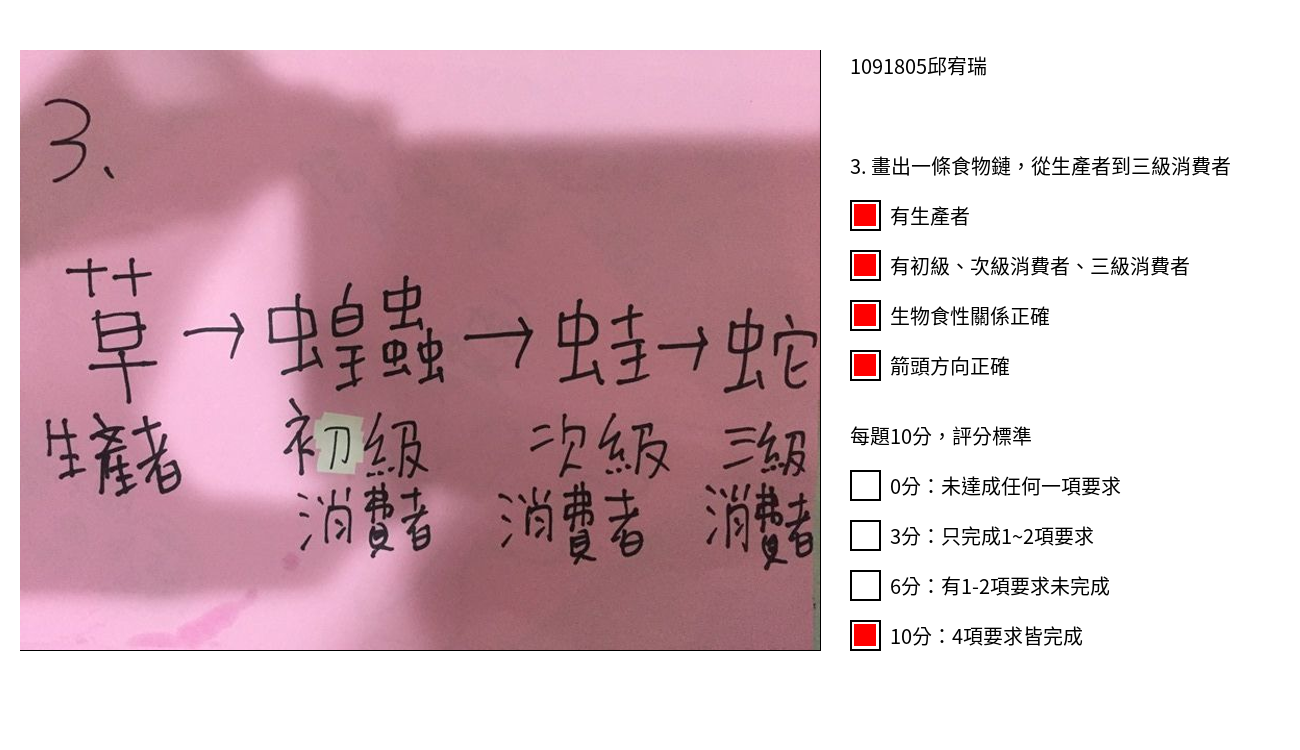 3、
草→蝗蟲→蛙→蛇
生產者 初級 次級 三級
消費者 消費者 消費者
1091805邱宥瑞
3. 畫出一條食物鏈，從生產者到三級消費者
有生產者
有初級、次級消費者、三級消費者
生物食性關係正確
箭頭方向正確
每題10分，評分標準
0分：未達成任何一項要求
3分：只完成1~2項要求
6分：有1-2項要求未完成
10分：4項要求皆完成